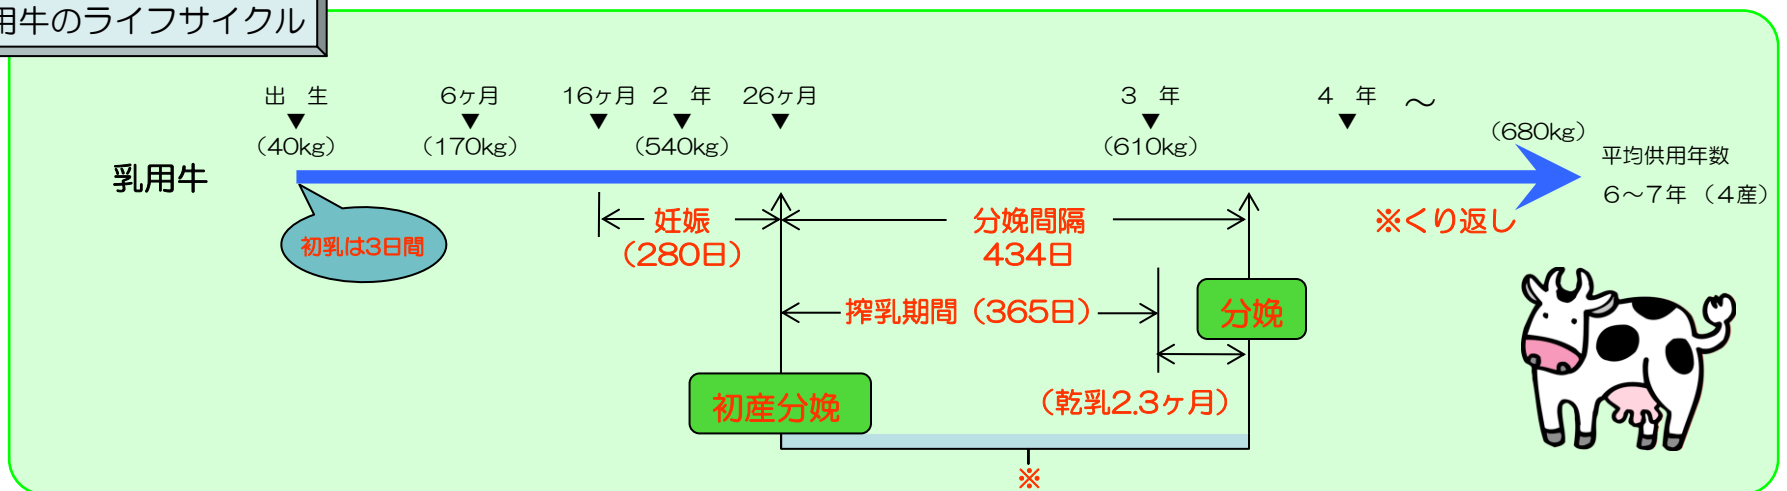 用牛のライフサイクル
出 生
6ヶ月
16ヶ月
2 年
26ヶ月
3 年
4 年 ～
(40kg)
(170kg)
(540kg)
(610kg)
(680kg)
平均供用年数
6～7年 (4産)
乳用牛
初乳は3日間
妊娠
(280日)
分娩間隔
434日
※くり返し
搾乳期間 (365日)
分娩
初産分娩
(乾乳2.3ヶ月)
※